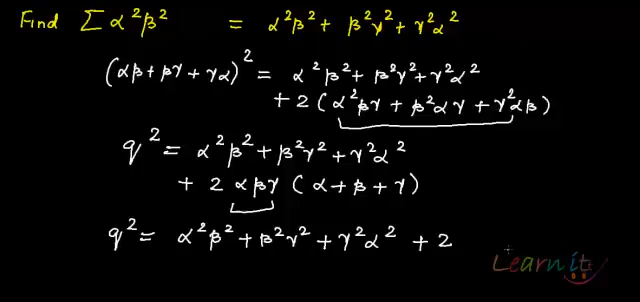 Find ∑ α²β² = α²β² + β²γ² + γ²α²
(αβ + βγ + γα)² = α²β² + β²γ² + γ²α²
+ 2 (α²βγ + β²αγ + γ²αβ)
q² = α²β² + β²γ² + γ²α²
+ 2 αβγ (α + β + γ)
q² = α²β² + β²γ² + γ²α² + 2
Learnit